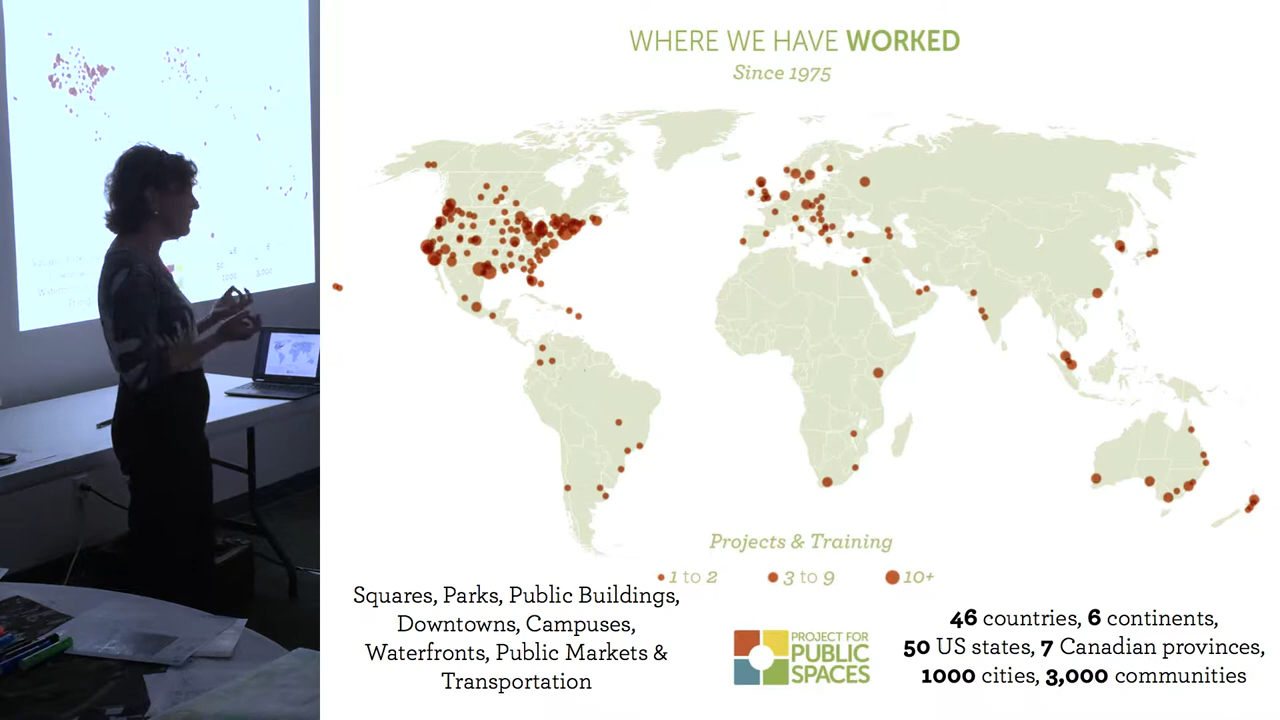 WHERE WE HAVE WORKED
Since 1975
Projects & Training
1 to 2
3 to 9
10+
Squares, Parks, Public Buildings,
Downtowns, Campuses,
Waterfronts, Public Markets &
Transportation
PROJECT FOR
PUBLIC
SPACES
46 countries, 6 continents,
50 US states, 7 Canadian provinces,
1000 cities, 3,000 communities